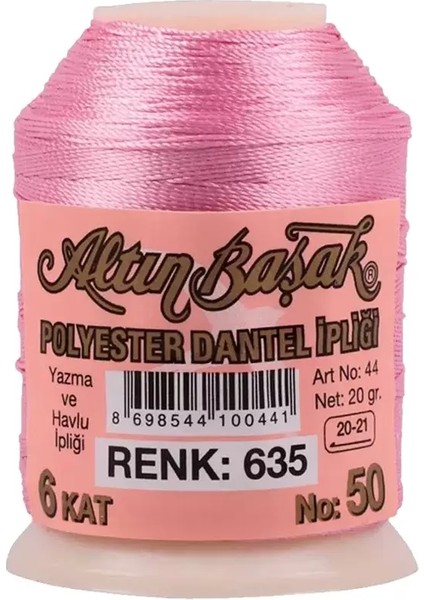 Altın Başak®
POLYESTER DANTEL İPLİĞİ
Yazma
ve
Havlu
İpliği
8 698544 100441
Art No: 44
Net: 20 gr.
20-21
RENK: 635
6 KAT
No: 50